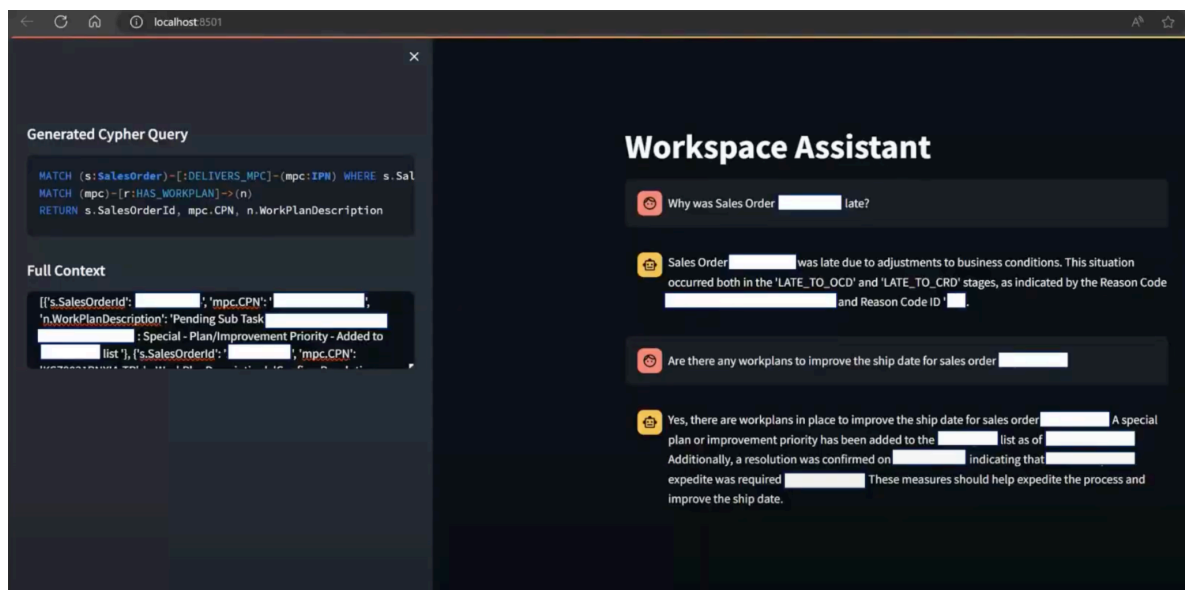 localhost:8501
Generated Cypher Query
MATCH (s:SalesOrder)-[:DELIVERS_MPC]-(mpc:IPN) WHERE s.Sal
MATCH (mpc)-[r:HAS_WORKPLAN]->(n)
RETURN s.SalesOrderId, mpc.CPN, n.WorkPlanDescription
Full Context
[{'s.SalesOrderId': ', 'mpc.CPN': ',
'n.WorkPlanDescription': 'Pending Sub Task
: Special - Plan/Improvement Priority - Added to
list '}, {'s.SalesOrderId': ' ', 'mpc.CPN':
Workspace Assistant
Why was Sales Order late?
Sales Order was late due to adjustments to business conditions. This situation
occurred both in the 'LATE_TO_OCD' and 'LATE_TO_CRD' stages, as indicated by the Reason Code
and Reason Code ID ' .
Are there any workplans to improve the ship date for sales order
Yes, there are workplans in place to improve the ship date for sales order A special
plan or improvement priority has been added to the list as of
Additionally, a resolution was confirmed on indicating that
expedite was required These measures should help expedite the process and
improve the ship date.